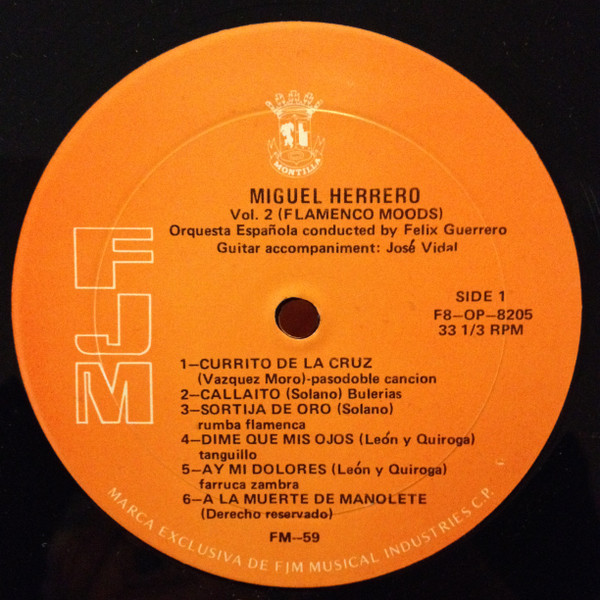 MONTILLA
MIGUEL HERRERO
Vol. 2 (FLAMENCO MOODS)
Orquesta Española conducted by Felix Guerrero
Guitar accompaniment: José Vidal
FJM
SIDE 1
F8-OP-8205
33 1/3 RPM
1-CURRITO DE LA CRUZ
(Vazquez Moro)-pasodoble cancion
2-CALLAITO (Solano) Bulerias
3-SORTIJA DE ORO (Solano)
rumba flamenca
4-DIME QUE MIS OJOS (León y Quiroga)
tanguillo
5-AY MI DOLORES (León y Quiroga)
farruca zambra
6-A LA MUERTE DE MANOLETE
(Derecho reservado)
FM-59
MARCA EXCLUSIVA DE FJM MUSICAL INDUSTRIES C.P.